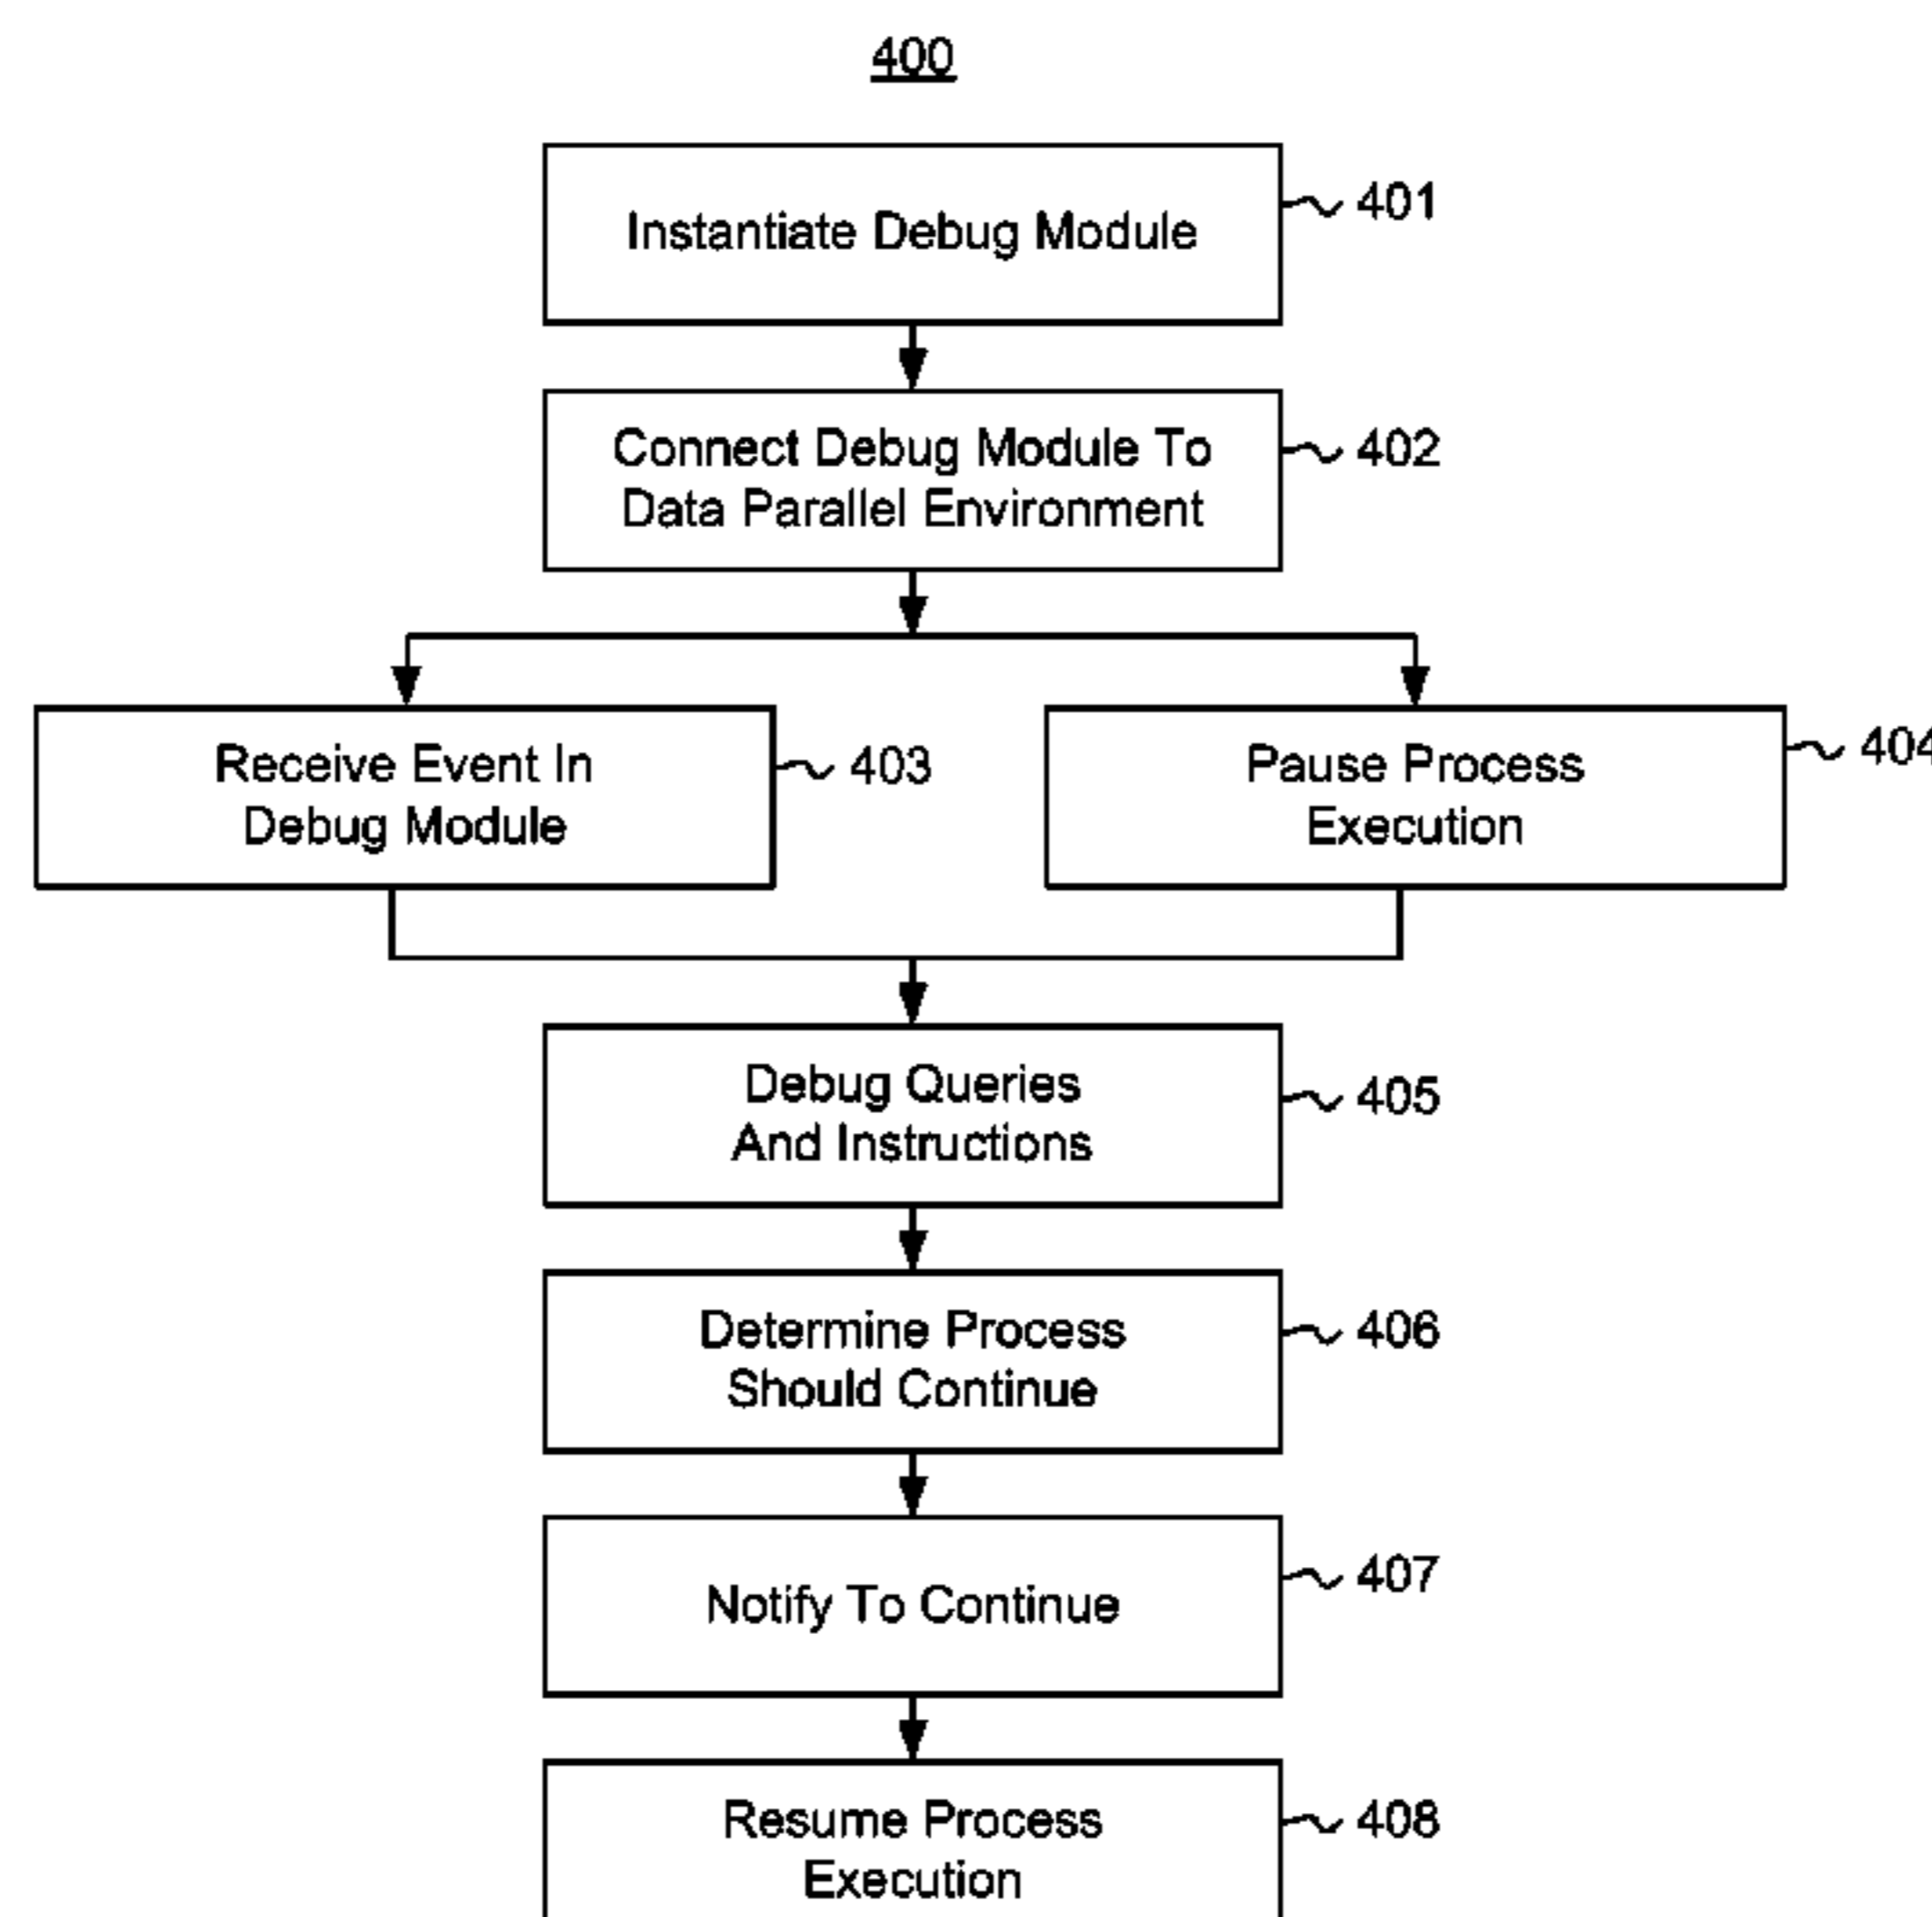 400
Instantiate Debug Module
401
Connect Debug Module To
Data Parallel Environment
402
Receive Event In
Debug Module
403
Pause Process
Execution
404
Debug Queries
And Instructions
405
Determine Process
Should Continue
406
Notify To Continue
407
Resume Process
Execution
408